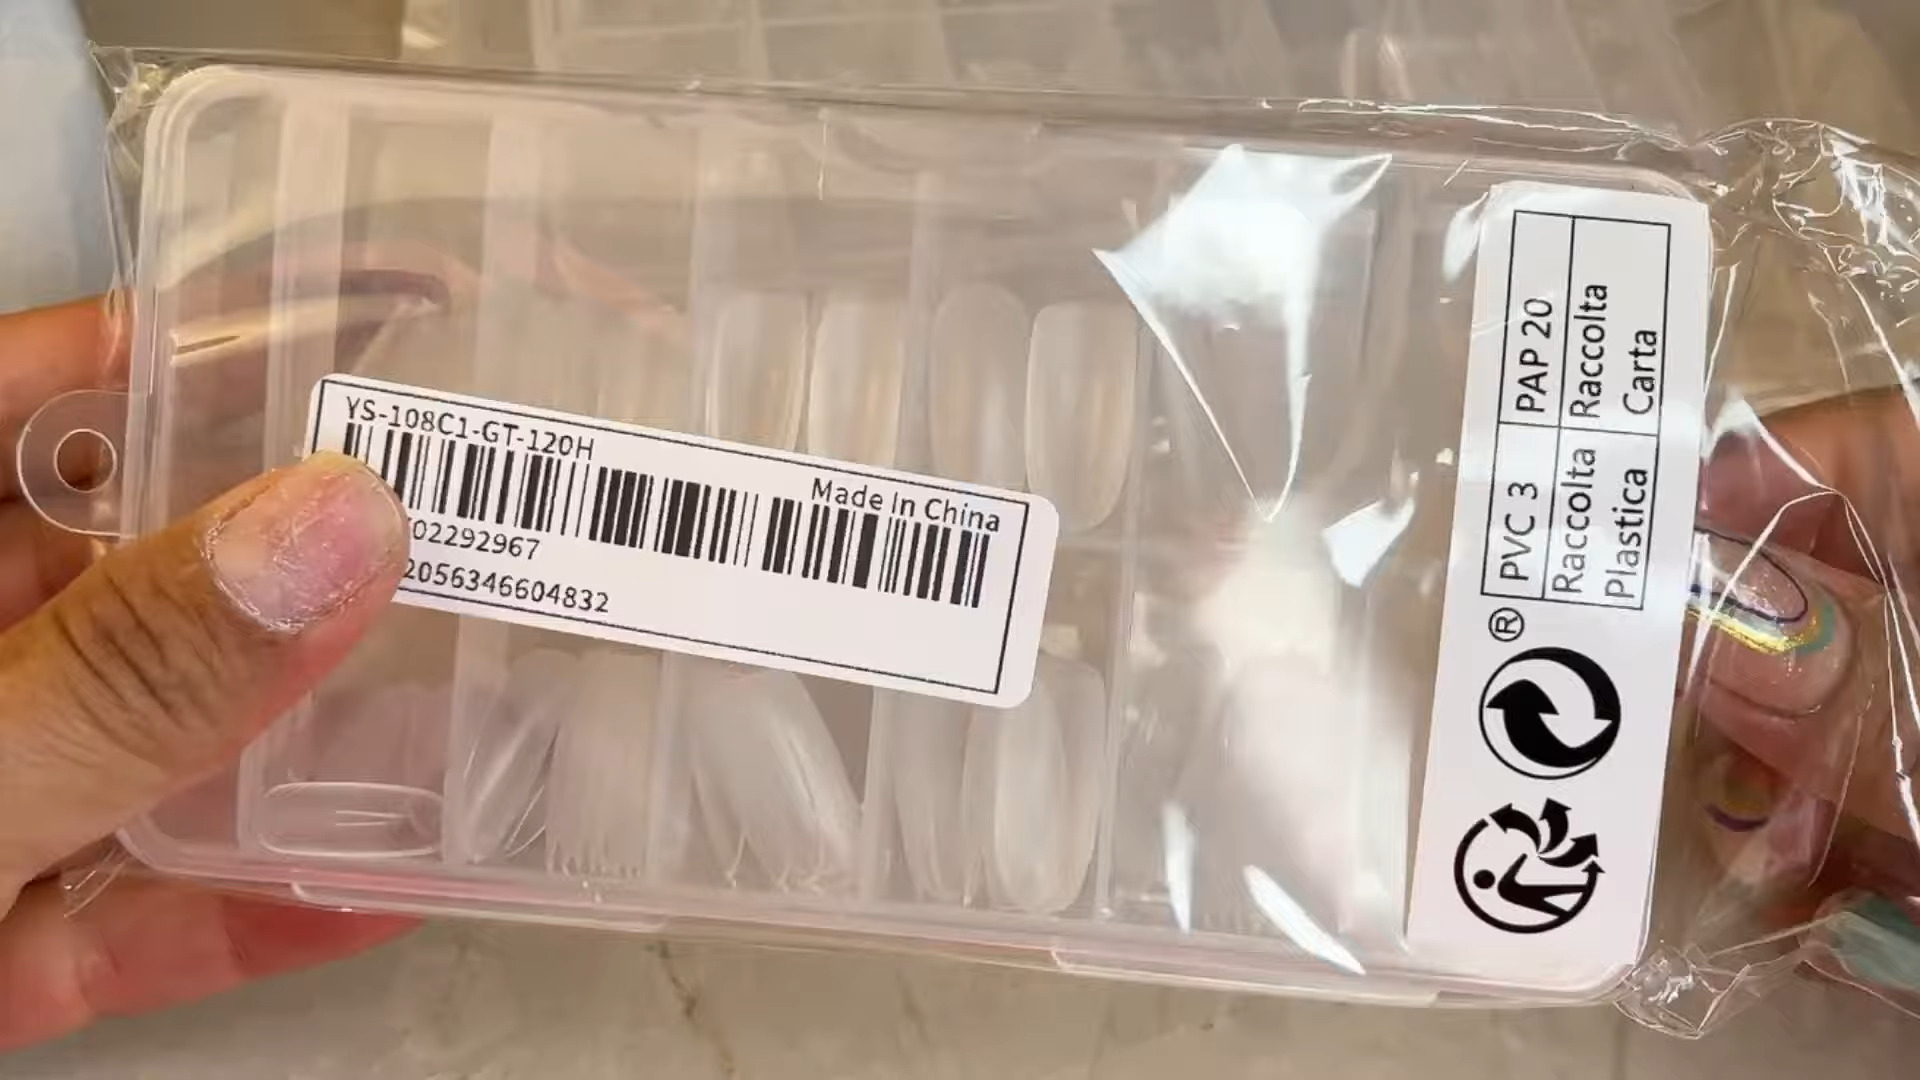 YS-108C1-GT-120H
Made In China
02292967
2056346604832
PVC 3
PAP 20
Raccolta
Plastica
Raccolta
Carta
®